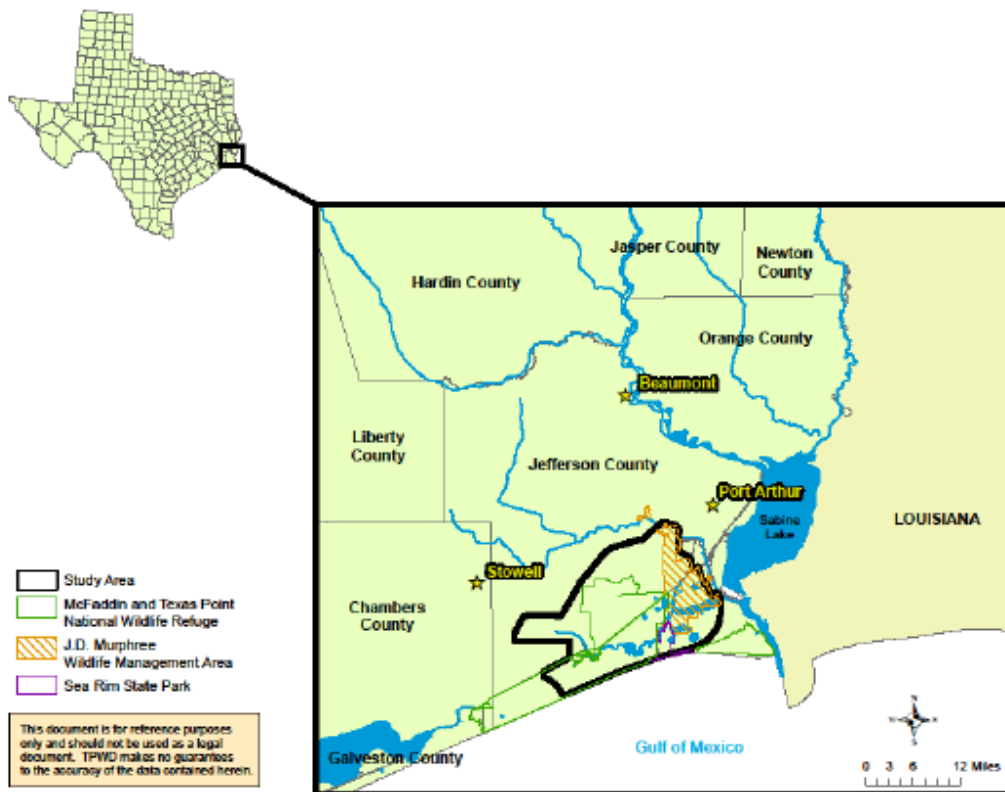 Jasper County
Newton
County
Hardin County
Orange County
Beaumont
Liberty
County
Jefferson County
Port Arthur
Sabine
Lake
LOUISIANA
Stowell
Chambers
County
Study Area
McFaddin and Texas Point
National Wildlife Refuge
J.D. Murphree
Wildlife Management Area
Sea Rim State Park
This document is for reference purposes
only and should not be used as a legal
document. TPWD makes no guarantees
to the accuracy of the data contained herein.
Galveston County
Gulf of Mexico
N
W
E
S
0 3 6 12 Miles